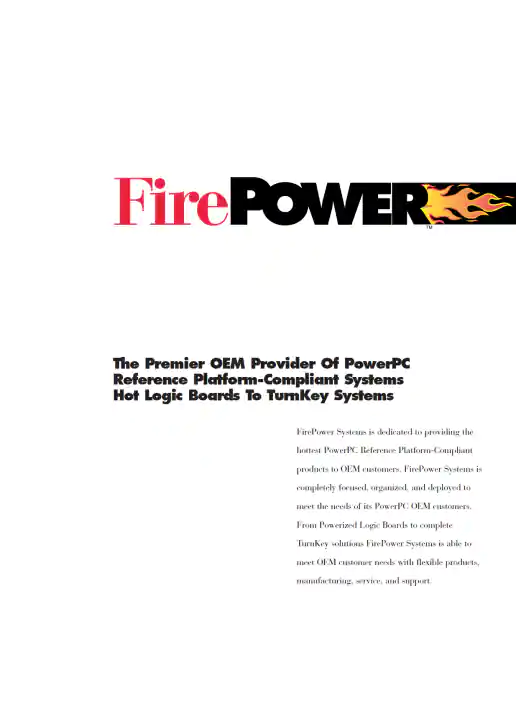 FirePOWER
TM
The Premier OEM Provider Of PowerPC
Reference Platform-Compliant Systems
Hot Logic Boards To TurnKey Systems
FirePower Systems is dedicated to providing the
hottest PowerPC Reference Platform-Compliant
products to OEM customers. FirePower Systems is
completely focused, organized, and deployed to
meet the needs of its PowerPC OEM customers.
From Powerized Logic Boards to complete
TurnKey solutions FirePower Systems is able to
meet OEM customer needs with flexible products,
manufacturing, service, and support.